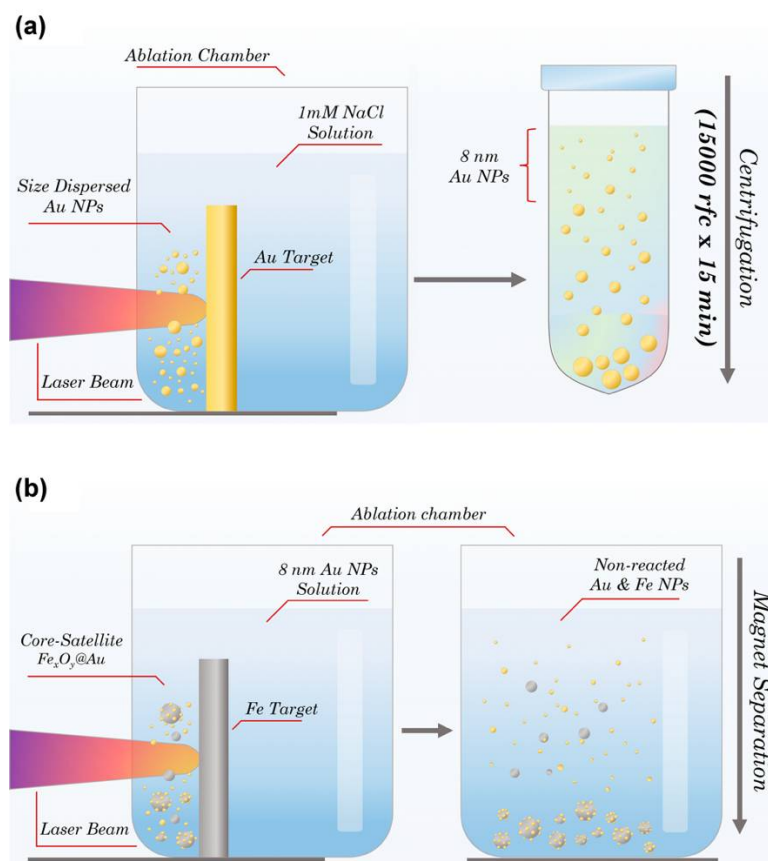 (a)
Ablation Chamber
1mM NaCl
Solution
Size Dispersed
Au NPs
Au Target
Laser Beam
8 nm
Au NPs
Centrifugation
(15000 rfc x 15 min)
(b)
Ablation chamber
8 nm Au NPs
Solution
Core-Satellite
FeₓOᵧ@Au
Fe Target
Laser Beam
Non-reacted
Au & Fe NPs
Magnet Separation